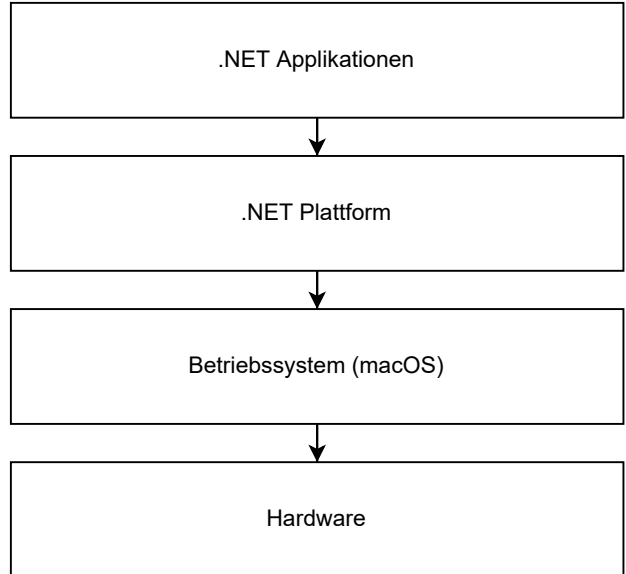 .NET Applikationen
.NET Plattform
Betriebssystem (macOS)
Hardware